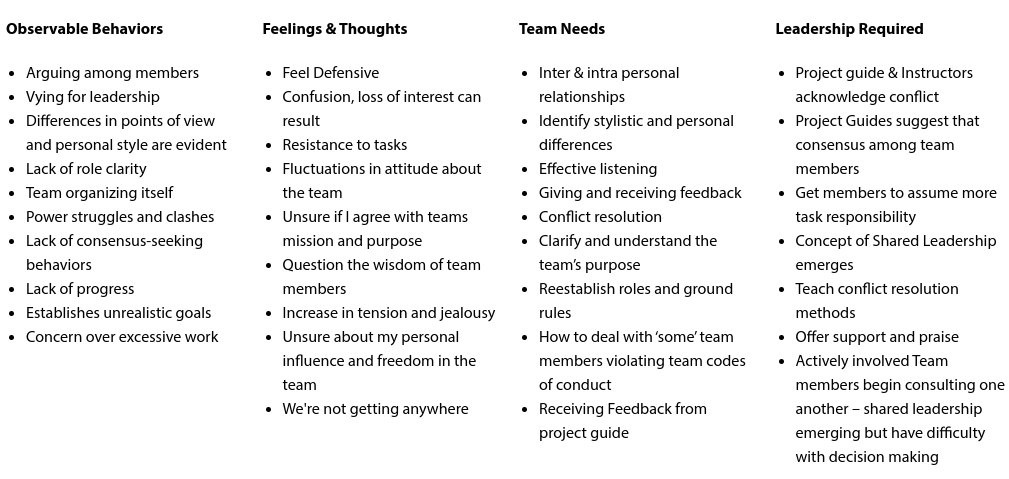 Observable Behaviors
Arguing among members
Vying for leadership
Differences in points of view
and personal style are evident
Lack of role clarity
Team organizing itself
Power struggles and clashes
Lack of consensus-seeking
behaviors
Lack of progress
Establishes unrealistic goals
Concern over excessive work
Feelings & Thoughts
Feel Defensive
Confusion, loss of interest can
result
Resistance to tasks
Fluctuations in attitude about
the team
Unsure if I agree with teams
mission and purpose
Question the wisdom of team
members
Increase in tension and jealousy
Unsure about my personal
influence and freedom in the
team
We're not getting anywhere
Team Needs
Inter & intra personal
relationships
Identify stylistic and personal
differences
Effective listening
Giving and receiving feedback
Conflict resolution
Clarify and understand the
team’s purpose
Reestablish roles and ground
rules
How to deal with ‘some’ team
members violating team codes
of conduct
Receiving Feedback from
project guide
Leadership Required
Project guide & Instructors
acknowledge conflict
Project Guides suggest that
consensus among team
members
Get members to assume more
task responsibility
Concept of Shared Leadership
emerges
Teach conflict resolution
methods
Offer support and praise
Actively involved Team
members begin consulting one
another – shared leadership
emerging but have difficulty
with decision making